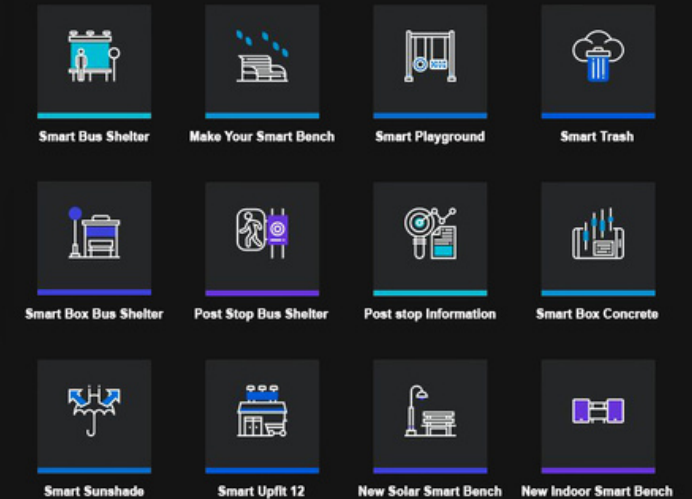 Smart Bus Shelter
Make Your Smart Bench
Smart Playground
Smart Trash
Smart Box Bus Shelter
Post Stop Bus Shelter
Post stop Information
Smart Box Concrete
Smart Sunshade
Smart Upfit 12
New Solar Smart Bench
New Indoor Smart Bench